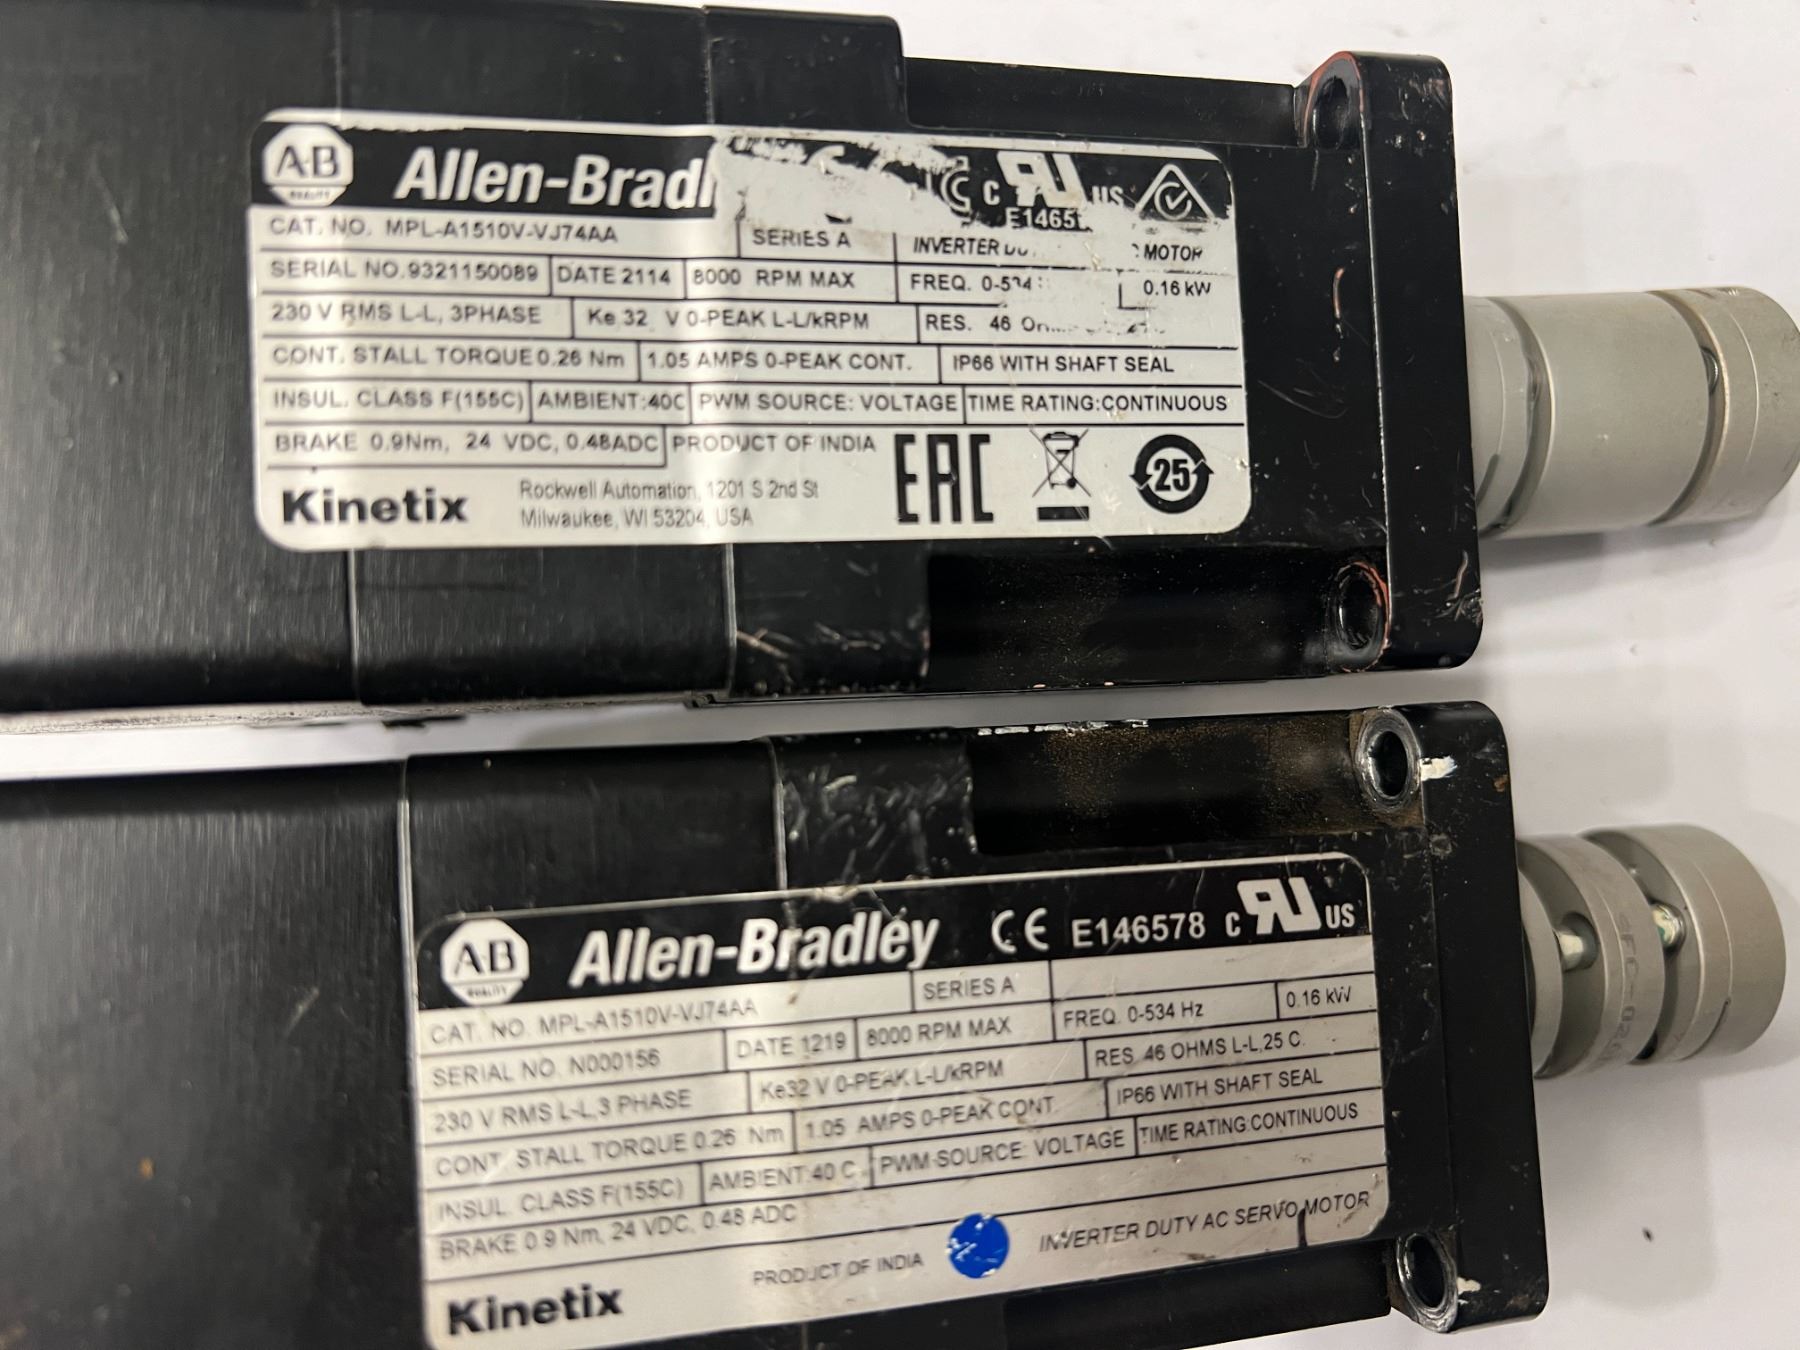 A-B QUALITY Allen-Bradl C US
E1465
CAT. NO. MPL-A1510V-VJ74AA SERIES A INVERTER MOTOR
SERIAL NO.9321150089 DATE 2114 8000 RPM MAX FREQ. 0-534 0.16 kW
230 V RMS L-L, 3PHASE Ke 32 V 0-PEAK L-L/kRPM RES. 46
CONT. STALL TORQUE 0.26 Nm 1.05 AMPS 0-PEAK CONT. IP66 WITH SHAFT SEAL
INSUL. CLASS F(155C) AMBIENT:40C PWM SOURCE: VOLTAGE TIME RATING:CONTINUOUS
BRAKE 0.9Nm, 24 VDC, 0.48ADC PRODUCT OF INDIA EAC 25
Kinetix Rockwell Automation, 1201 S 2nd St
Milwaukee, WI 53204, USA
AB QUALITY Allen-Bradley CE E146578 C RU US
CAT. NO. MPL-A1510V-VJ74AA SERIES A
SERIAL NO. N000156 DATE 1219 8000 RPM MAX FREQ. 0-534 Hz 0.16 kW
230 V RMS L-L,3 PHASE Ke32 V 0-PEAK L-L/kRPM RES. 46 OHMS L-L,25 C.
CONT. STALL TORQUE 0.26 Nm 1.05 AMPS 0-PEAK CONT. IP66 WITH SHAFT SEAL
INSUL. CLASS F(155C) AMBIENT:40 C PWM SOURCE: VOLTAGE TIME RATING:CONTINUOUS
BRAKE 0.9 Nm, 24 VDC, 0.48 ADC
Kinetix PRODUCT OF INDIA INVERTER DUTY AC SERVO MOTOR